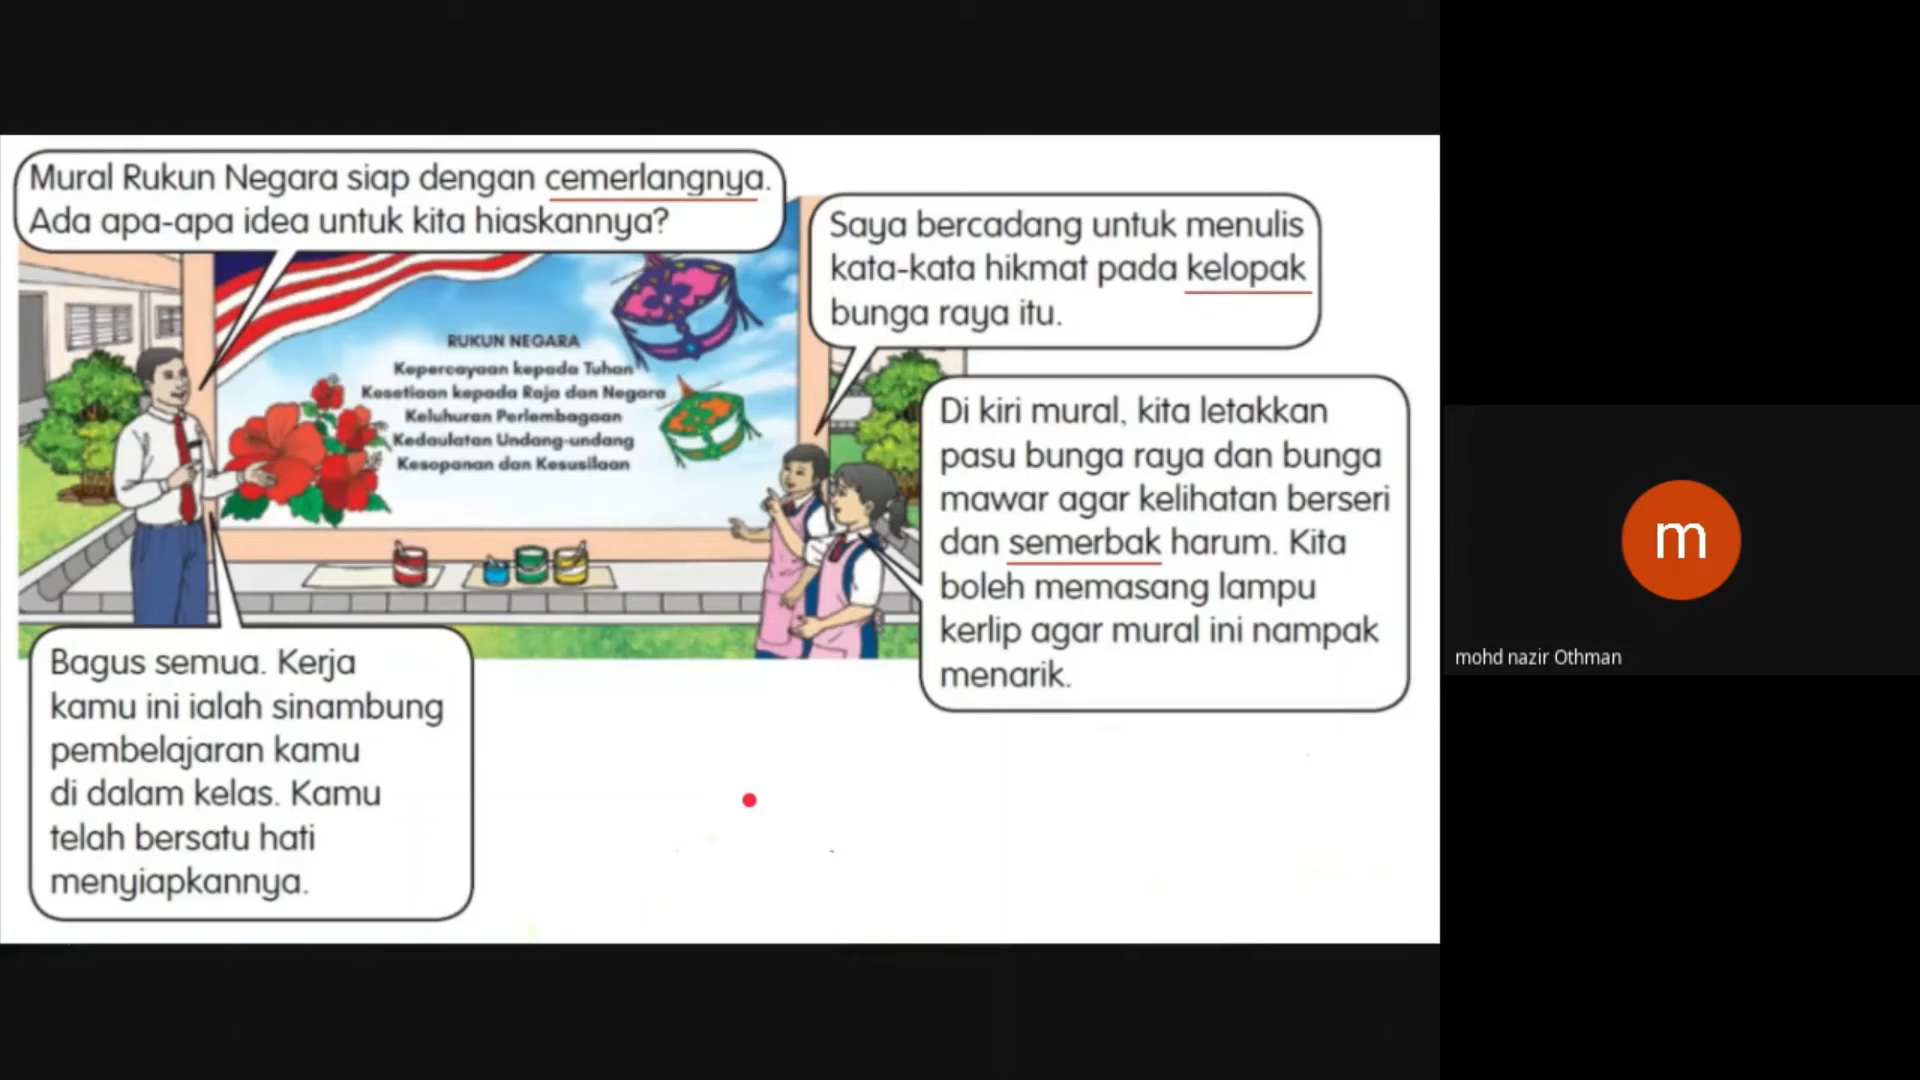 Mural Rukun Negara siap dengan cemerlangnya.
Ada apa-apa idea untuk kita hiaskannya?
Saya bercadang untuk menulis
kata-kata hikmat pada kelopak
bunga raya itu.
RUKUN NEGARA
Kepercayaan kepada Tuhan
Kesetiaan kepada Raja dan Negara
Keluhuran Perlembagaan
Kedaulatan Undang-undang
Kesopanan dan Kesusilaan
Di kiri mural, kita letakkan
pasu bunga raya dan bunga
mawar agar kelihatan berseri
dan semerbak harum. Kita
boleh memasang lampu
kerlip agar mural ini nampak
menarik.
Bagus semua. Kerja
kamu ini ialah sinambung
pembelajaran kamu
di dalam kelas. Kamu
telah bersatu hati
menyiapkannya.
m
mohd nazir Othman